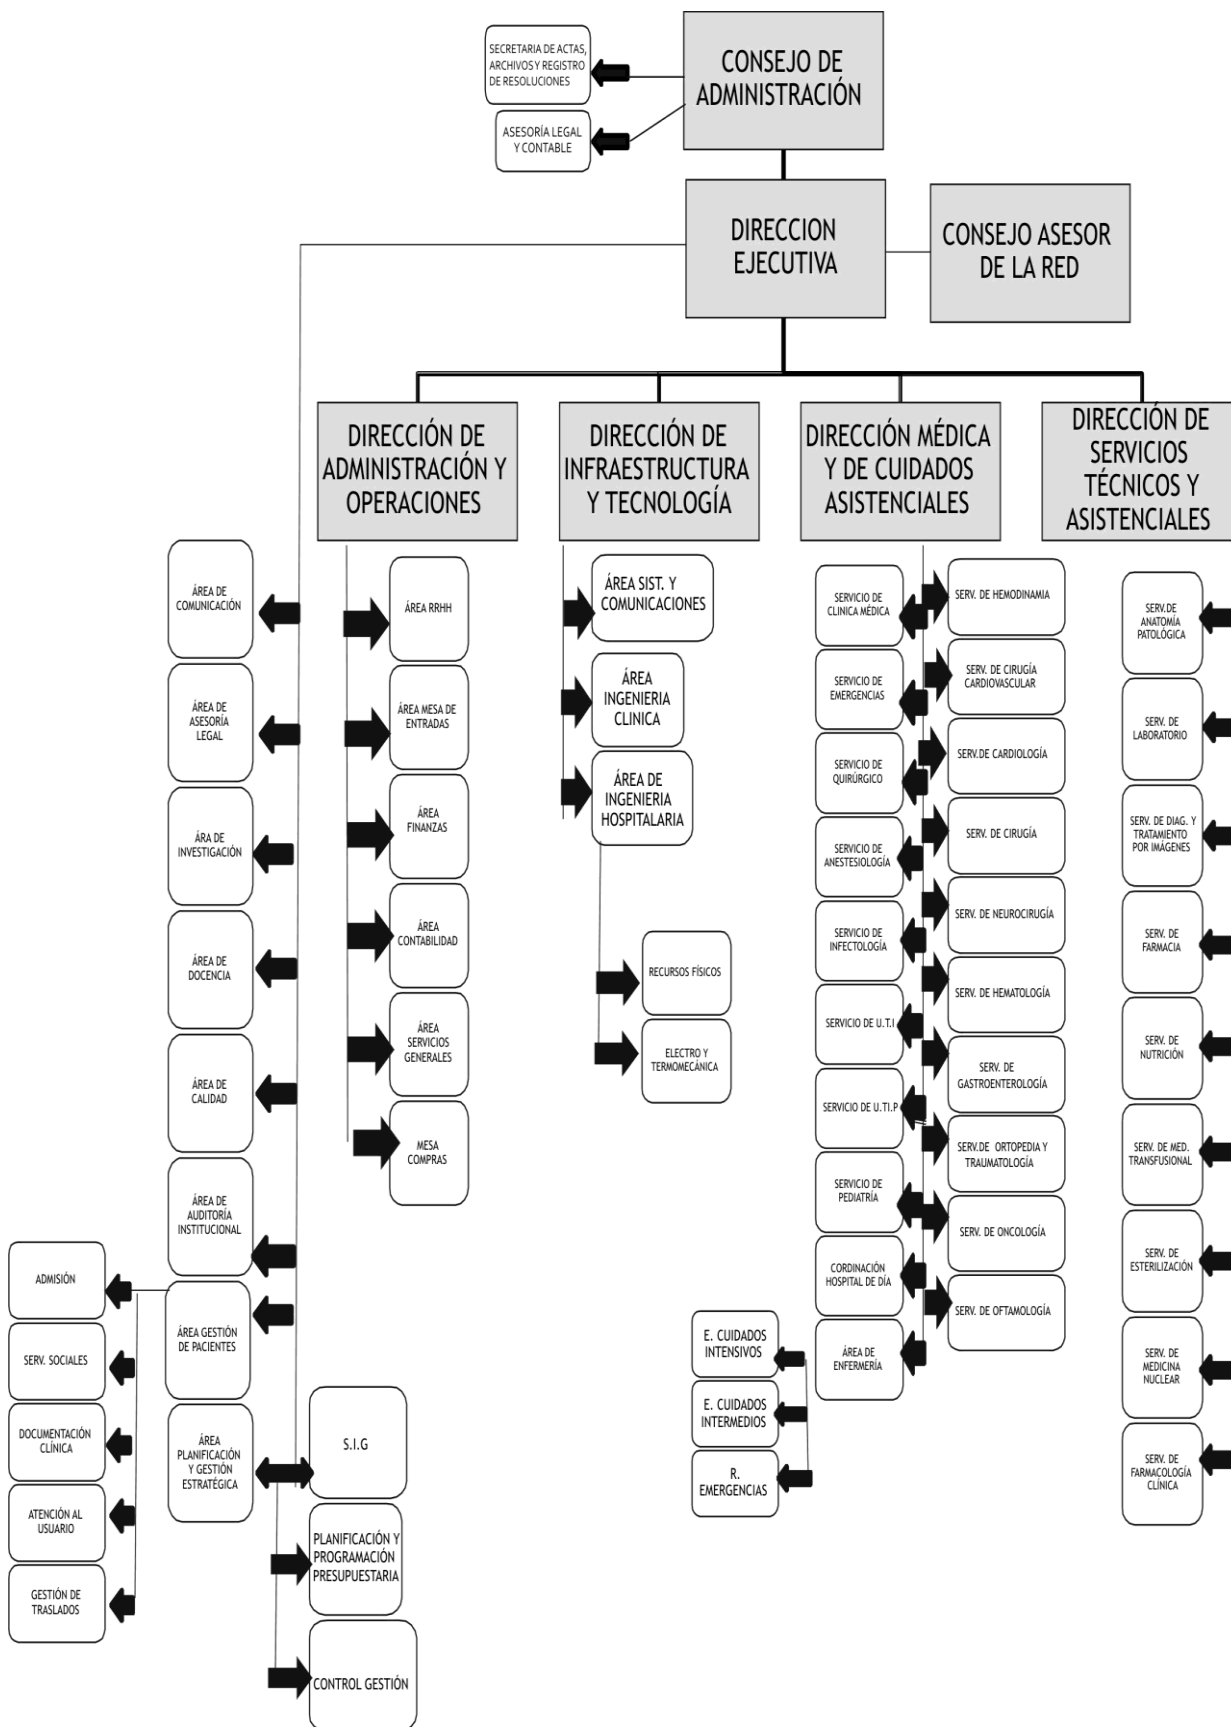 SECRETARIA DE ACTAS,
ARCHIVOS Y REGISTRO
DE RESOLUCIONES
CONSEJO DE
ADMINISTRACIÓN
ASESORÍA LEGAL
Y CONTABLE
DIRECCION
EJECUTIVA
CONSEJO ASESOR
DE LA RED
DIRECCIÓN DE
ADMINISTRACIÓN Y
OPERACIONES
DIRECCIÓN DE
INFRAESTRUCTURA
Y TECNOLOGÍA
DIRECCIÓN MÉDICA
Y DE CUIDADOS
ASISTENCIALES
DIRECCIÓN DE
SERVICIOS
TÉCNICOS Y
ASISTENCIALES
ÁREA DE
COMUNICACIÓN
ÁREA DE
ASESORÍA
LEGAL
ÁRA DE
INVESTIGACIÓN
ÁREA DE
DOCENCIA
ÁREA DE
CALIDAD
ÁREA DE
AUDITORÍA
INSTITUCIONAL
ÁREA GESTIÓN
DE PACIENTES
ÁREA
PLANIFICACIÓN
Y GESTIÓN
ESTRATÉGICA
ADMISIÓN
SERV. SOCIALES
DOCUMENTACIÓN
CLÍNICA
ATENCIÓN AL
USUARIO
GESTIÓN DE
TRASLADOS
S.I.G
PLANIFICACIÓN Y
PROGRAMACIÓN
PRESUPUESTARIA
CONTROL GESTIÓN
ÁREA RRHH
ÁREA MESA DE
ENTRADAS
ÁREA
FINANZAS
ÁREA
CONTABILIDAD
ÁREA
SERVICIOS
GENERALES
MESA
COMPRAS
ÁREA SIST. Y
COMUNICACIONES
ÁREA
INGENIERIA
CLINICA
ÁREA DE
INGENIERIA
HOSPITALARIA
RECURSOS FÍSICOS
ELECTRO Y
TERMOMECÁNICA
SERVICIO DE
CLINICA MÉDICA
SERVICIO DE
EMERGENCIAS
SERVICIO DE
QUIRÚRGICO
SERVICIO DE
ANESTESIOLOGÍA
SERVICIO DE
INFECTOLOGÍA
SERVICIO DE U.T.I
SERVICIO DE U.TI.P
SERVICIO DE
PEDIATRÍA
CORDINACIÓN
HOSPITAL DE DÍA
ÁREA DE
ENFERMERÍA
E. CUIDADOS
INTENSIVOS
E. CUIDADOS
INTERMEDIOS
R.
EMERGENCIAS
SERV. DE HEMODINAMIA
SERV. DE CIRUGÍA
CARDIOVASCULAR
SERV.DE CARDIOLOGÍA
SERV. DE CIRUGÍA
SERV. DE NEUROCIRUGÍA
SERV. DE HEMATOLOGÍA
SERV. DE
GASTROENTEROLOGÍA
SERV.DE ORTOPEDIA Y
TRAUMATOLOGÍA
SERV. DE ONCOLOGÍA
SERV. DE OFTAMOLOGÍA
SERV.DE
ANATOMÍA
PATOLÓGICA
SERV. DE
LABORATORIO
SERV. DE DIAG. Y
TRATAMIENTO
POR IMÁGENES
SERV. DE
FARMACIA
SERV. DE
NUTRICIÓN
SERV. DE MED.
TRANSFUSIONAL
SERV. DE
ESTERILIZACIÓN
SERV. DE
MEDICINA
NUCLEAR
SERV. DE
FARMACOLOGÍA
CLÍNICA